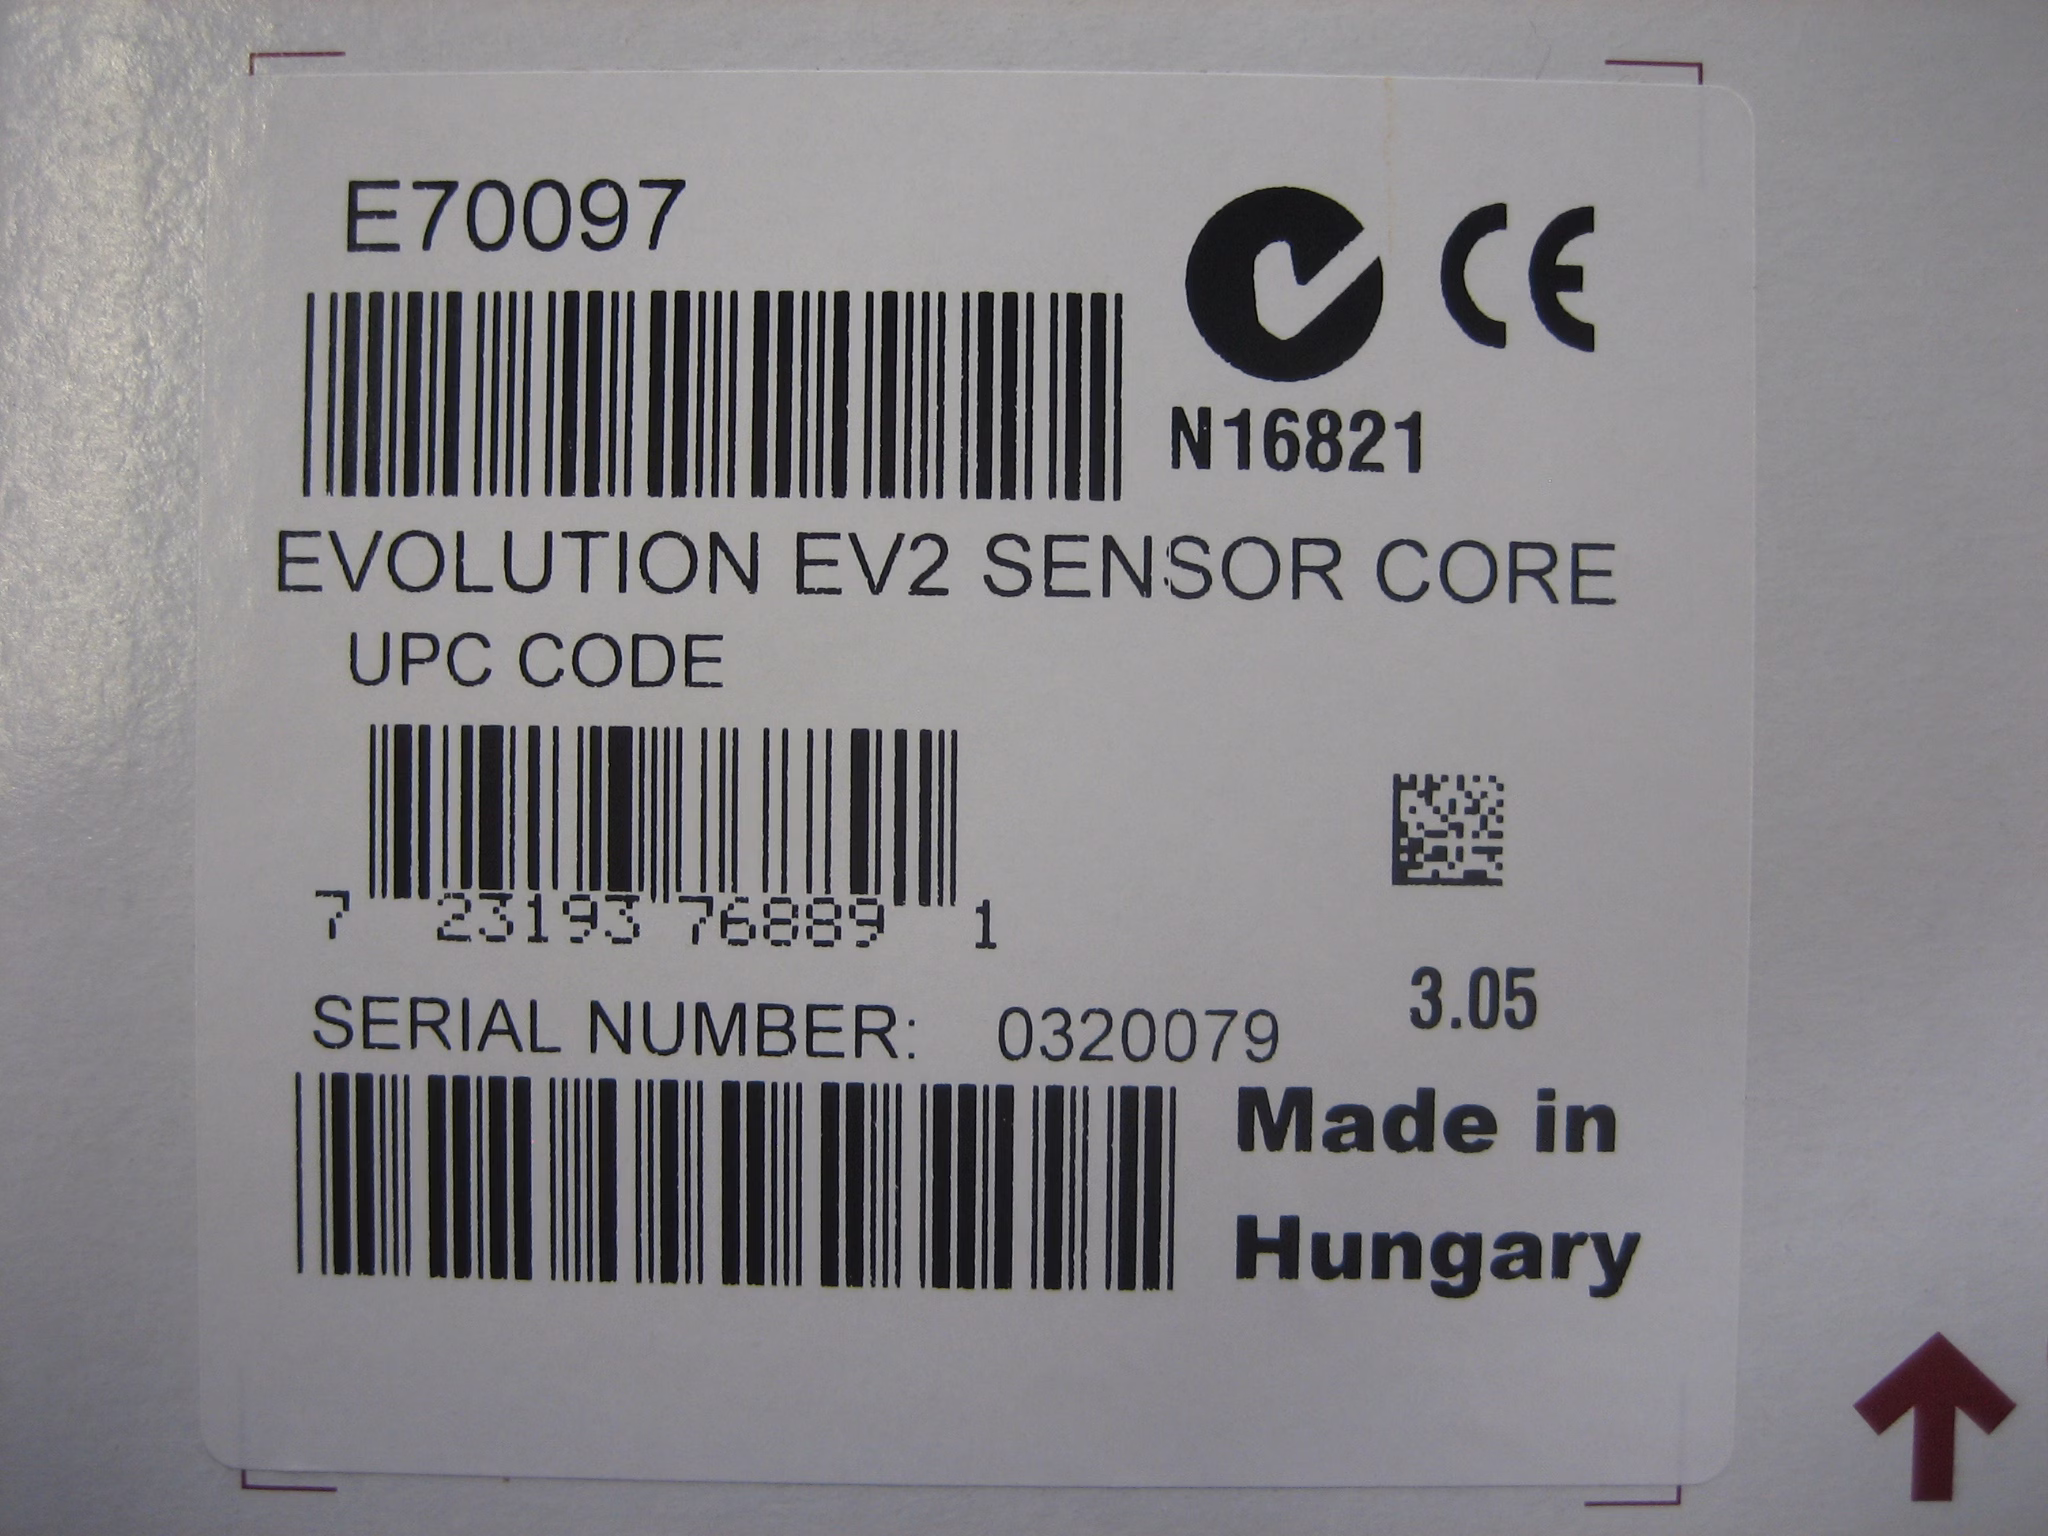 E70097
CE
N16821
EVOLUTION EV2 SENSOR CORE
UPC CODE
7 23193 76889 1
3.05
SERIAL NUMBER: 0320079
Made in
Hungary